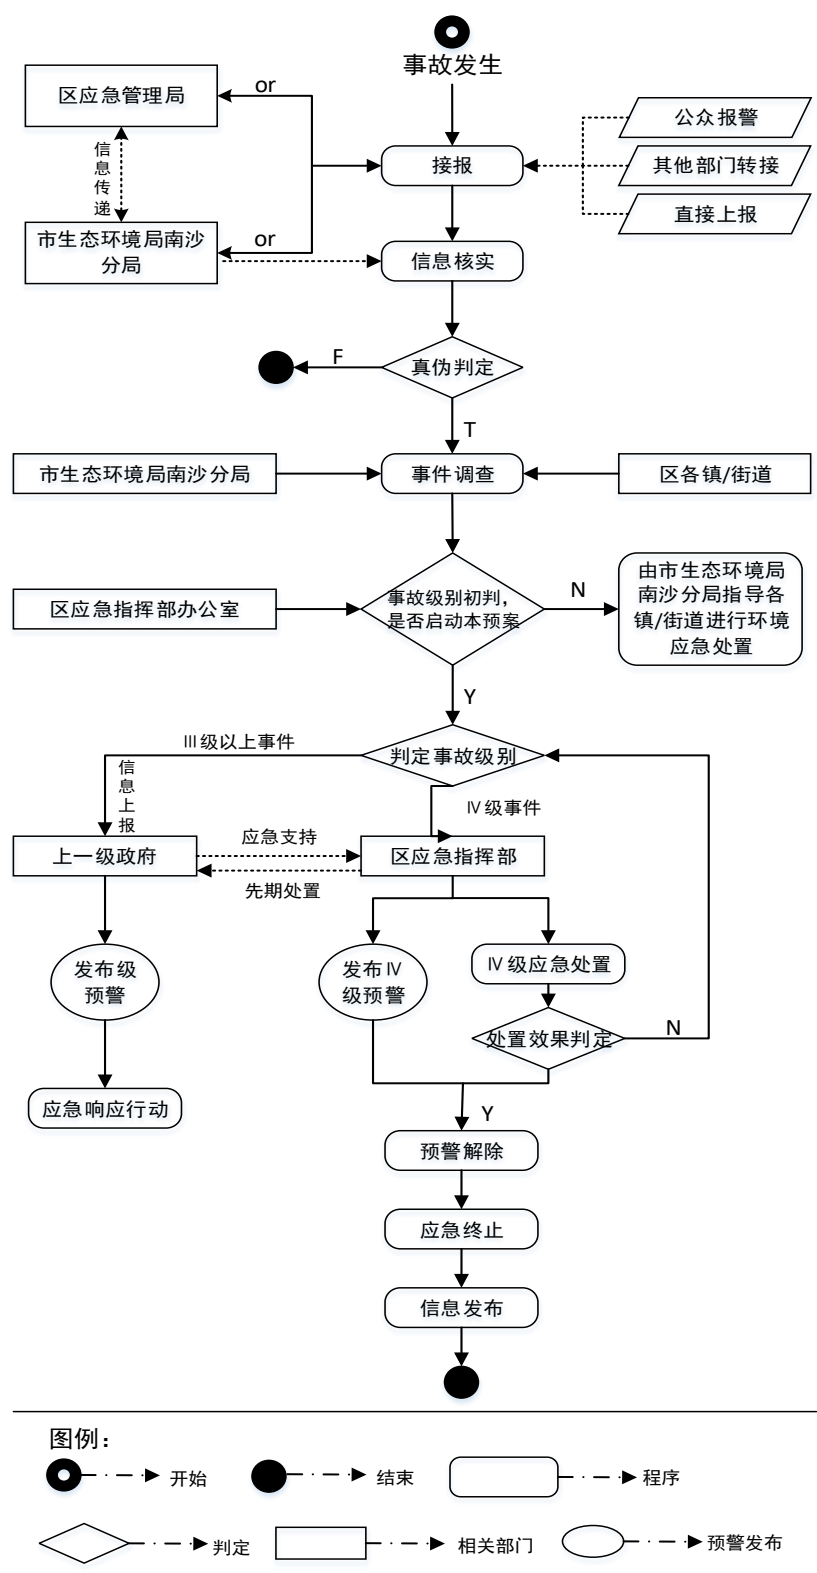 事故发生
区应急管理局
or
公众报警
信息传递
接报
其他部门转接
直接上报
市生态环境局南沙
分局
or
信息核实
F
真伪判定
T
市生态环境局南沙分局
事件调查
区各镇/街道
区应急指挥部办公室
事故级别初判，
是否启动本预案
N
由市生态环境局
南沙分局指导各
镇/街道进行环境
应急处置
Y
Ⅲ级以上事件
判定事故级别
信息上报
Ⅳ级事件
上一级政府
应急支持
先期处置
区应急指挥部
发布级
预警
发布Ⅳ
级预警
Ⅳ级应急处置
处置效果判定
N
应急响应行动
Y
预警解除
应急终止
信息发布
图例：
开始
结束
程序
判定
相关部门
预警发布